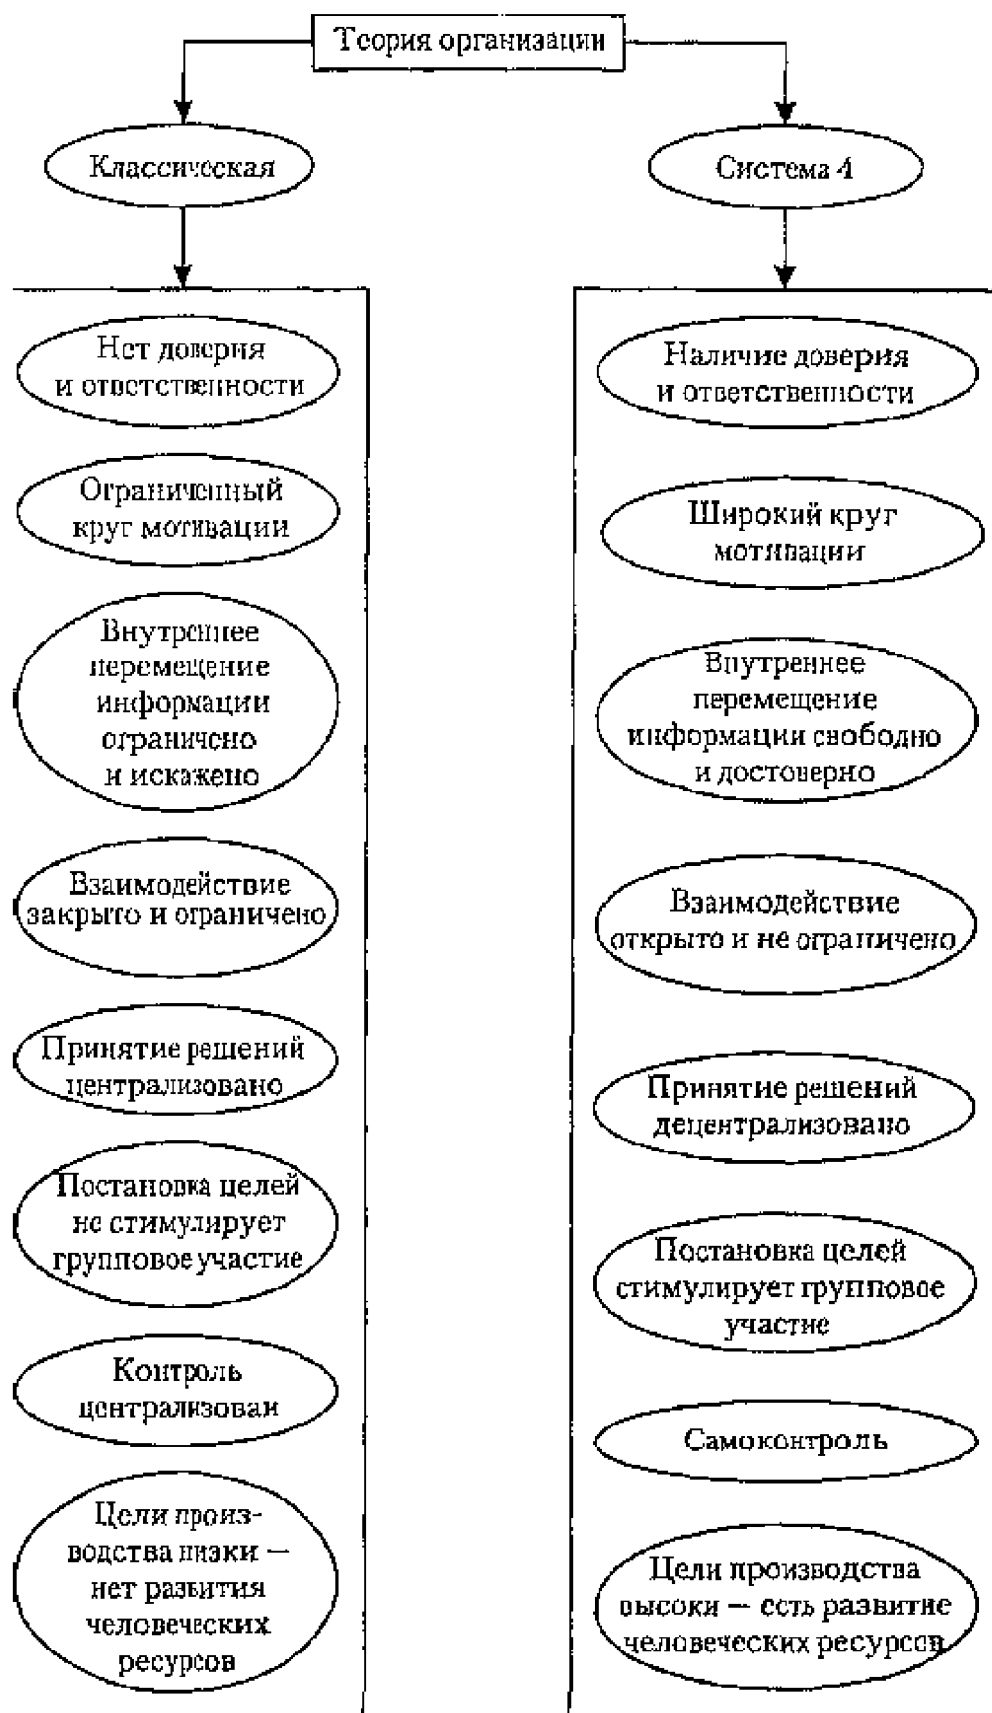 Теория организации
Классическая
Нет доверия
и ответственности
Ограниченный
круг мотивации
Внутреннее
перемещение
информации
ограничено
и искажено
Взаимодействие
закрыто и ограничено
Принятие решений
централизовано
Постановка целей
не стимулирует
групповое участие
Контроль
централизован
Цели произ-
водства низки —
нет развития
человеческих
ресурсов
Система 4
Наличие доверия
и ответственности
Широкий круг
мотивации
Внутреннее
перемещение
информации свободно
и достоверно
Взаимодействие
открыто и не ограничено
Принятие решений
децентрализовано
Постановка целей
стимулирует групповое
участие
Самоконтроль
Цели производства
высоки — есть развитие
человеческих ресурсов